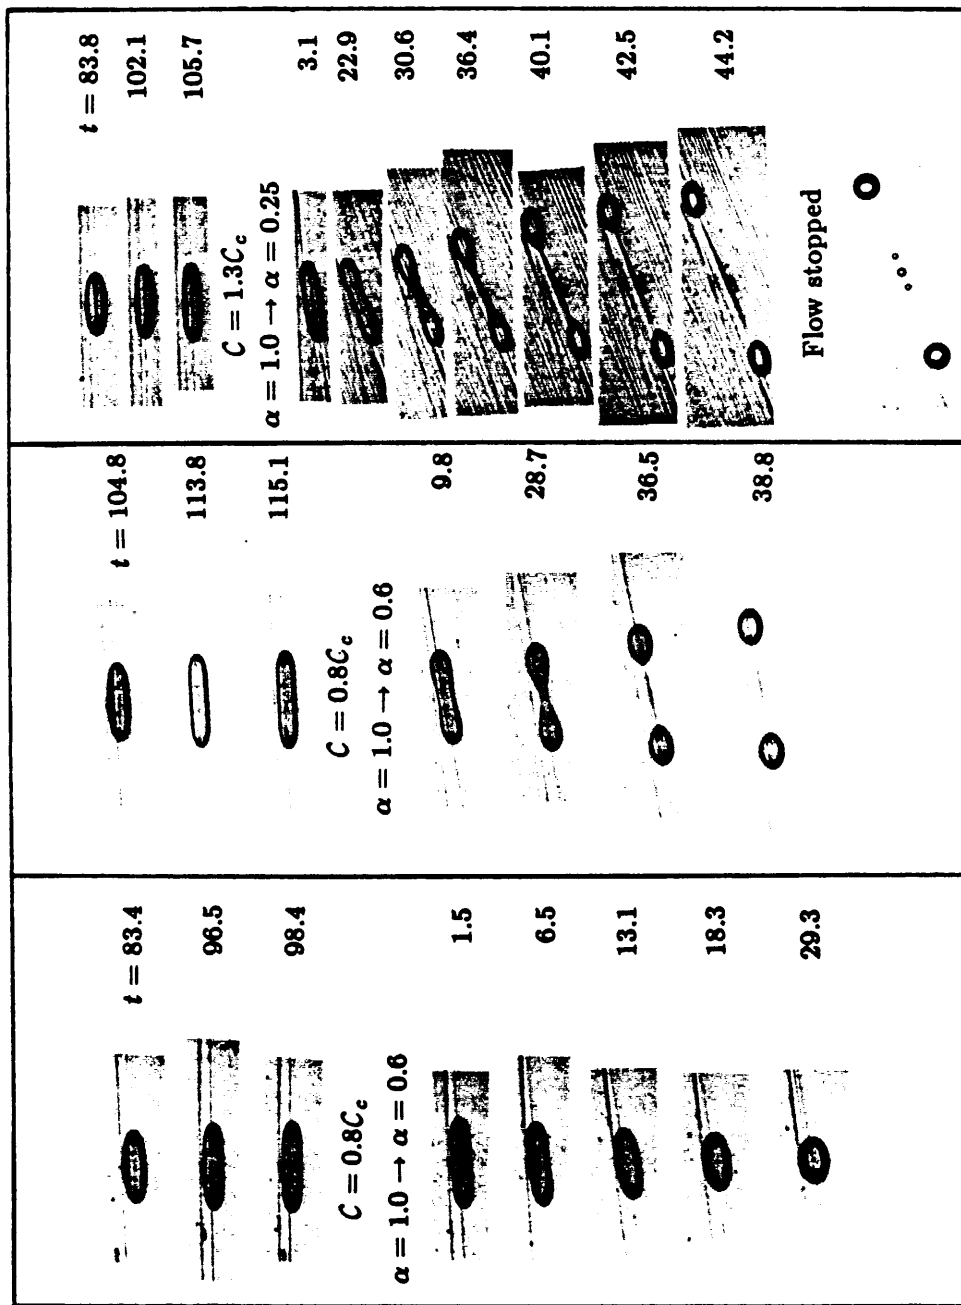 t = 83.4
96.5
98.4
C = 0.8C_c
α = 1.0 → α = 0.6
1.5
6.5
13.1
18.3
29.3
t = 104.8
113.8
115.1
C = 0.8C_c
α = 1.0 → α = 0.6
9.8
28.7
36.5
38.8
t = 83.8
102.1
105.7
C = 1.3C_c
α = 1.0 → α = 0.25
3.1
22.9
30.6
36.4
40.1
42.5
44.2
Flow stopped